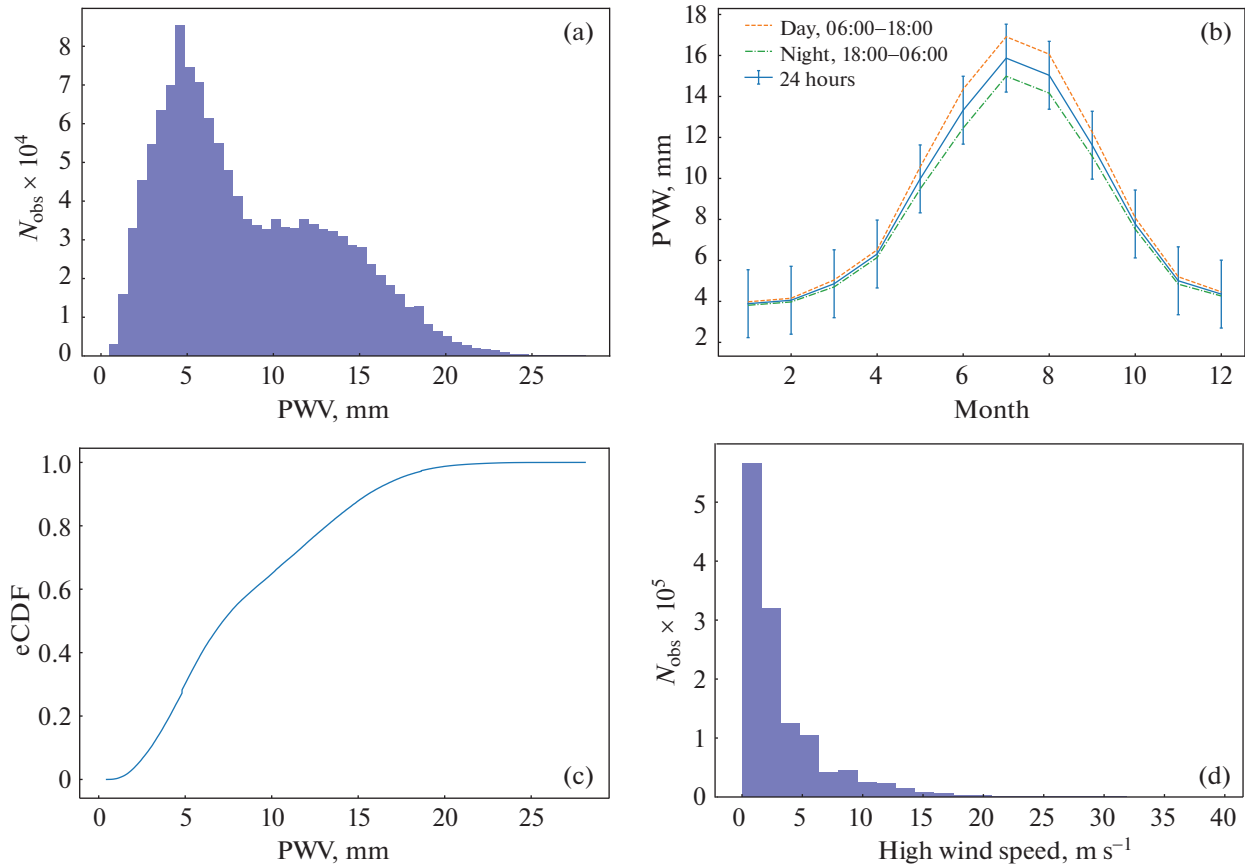 (a)
8
7
6
5
4
3
2
1
0
N_obs × 10^4
0 5 10 15 20 25
PWV, mm
(b)
Day, 06:00–18:00
Night, 18:00–06:00
24 hours
18
16
14
12
10
8
6
4
2
PVW, mm
2 4 6 8 10 12
Month
1.0
0.8
0.6
0.4
0.2
0
eCDF
(c)
0 5 10 15 20 25
PWV, mm
5
4
3
2
1
0
N_obs × 10^5
(d)
0 5 10 15 20 25 30 35 40
High wind speed, m s^−1